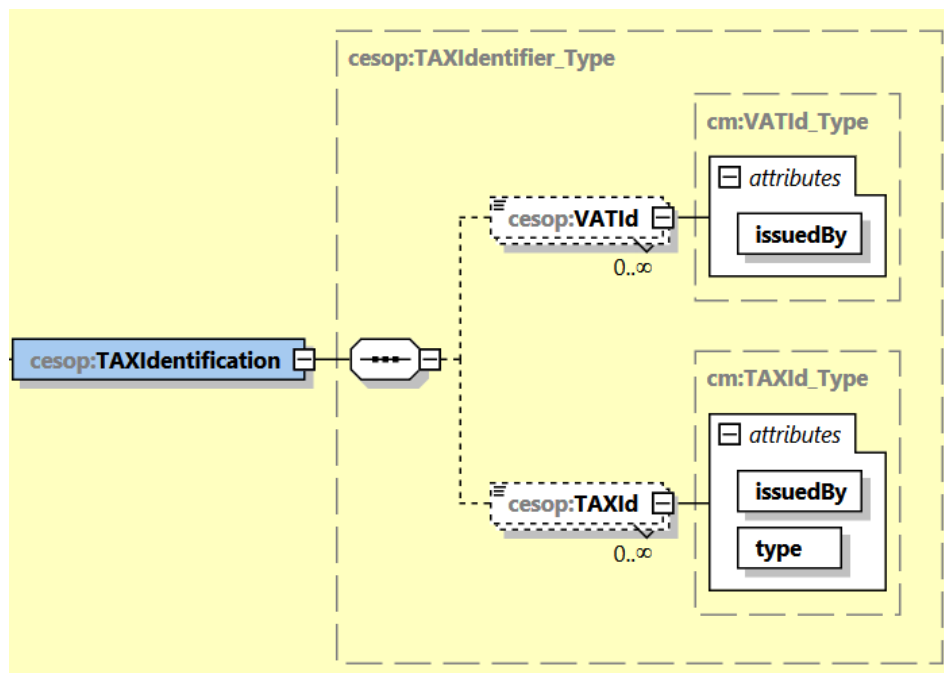 cesop:TAXIdentifier_Type
cm:VATId_Type
attributes
cesop:VATId
issuedBy
0..∞
cesop:TAXIdentification
cm:TAXId_Type
attributes
issuedBy
cesop:TAXId
type
0..∞